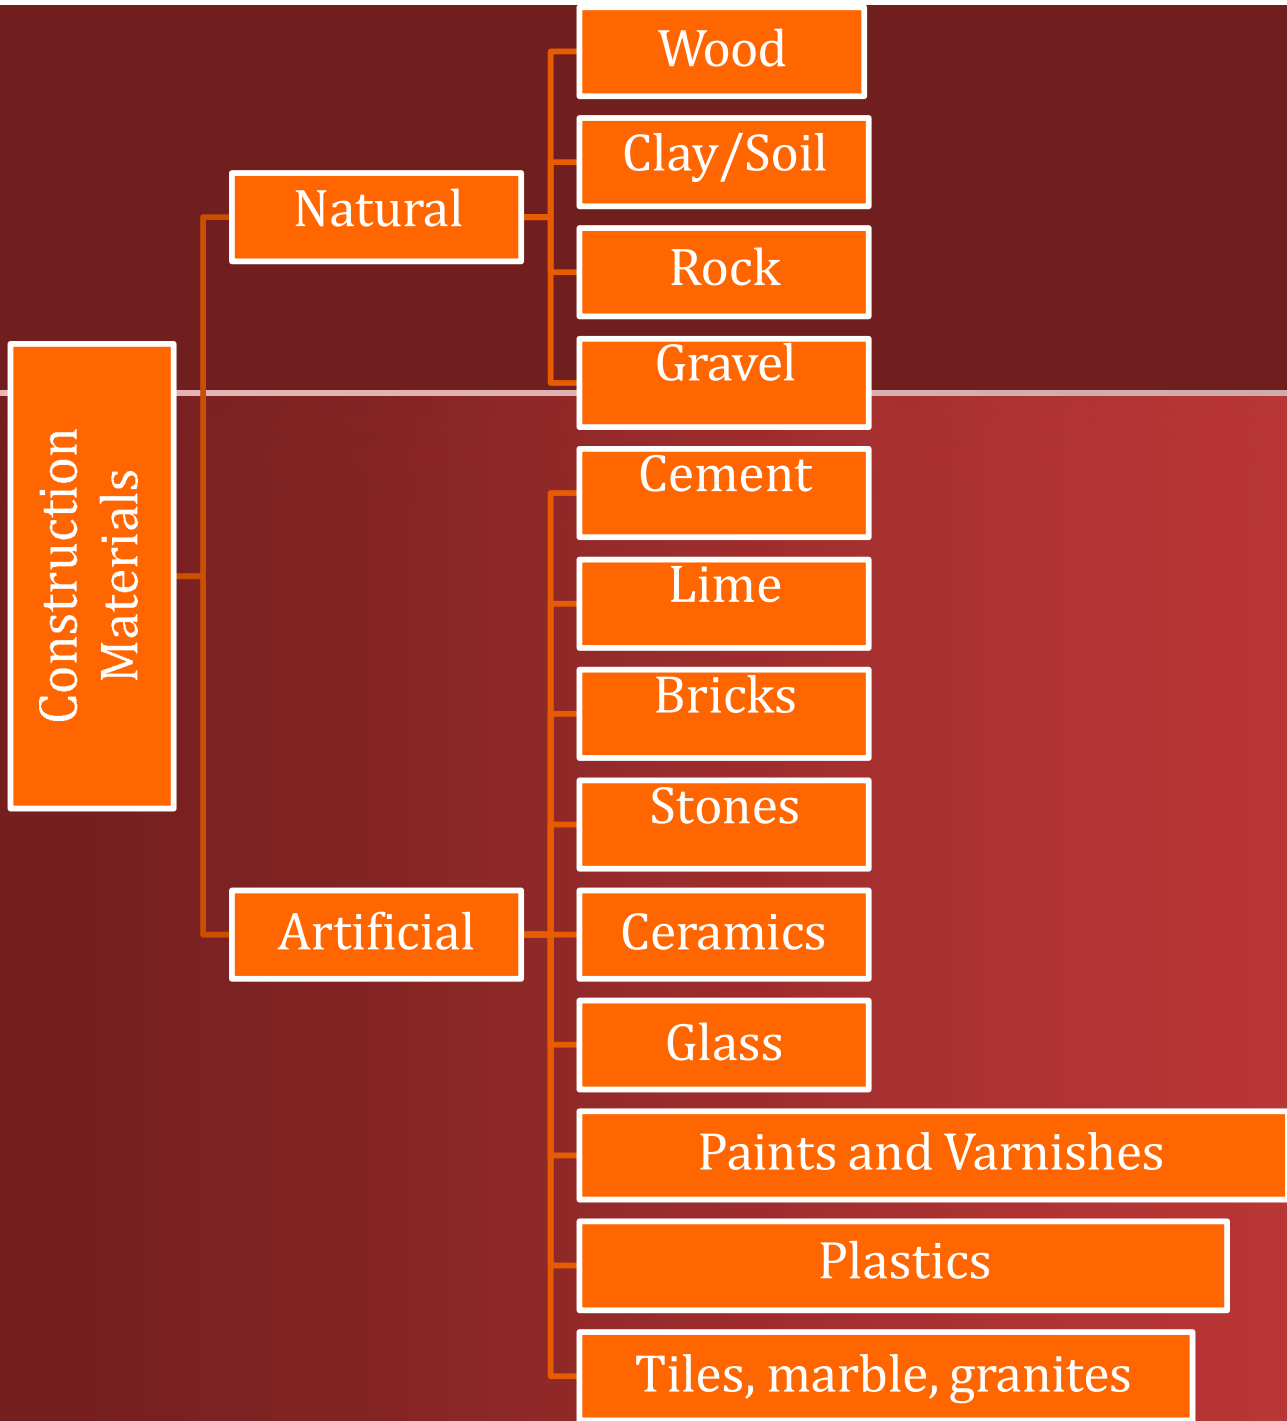 Construction
Materials
Natural
Wood
Clay/Soil
Rock
Gravel
Artificial
Cement
Lime
Bricks
Stones
Ceramics
Glass
Paints and Varnishes
Plastics
Tiles, marble, granites